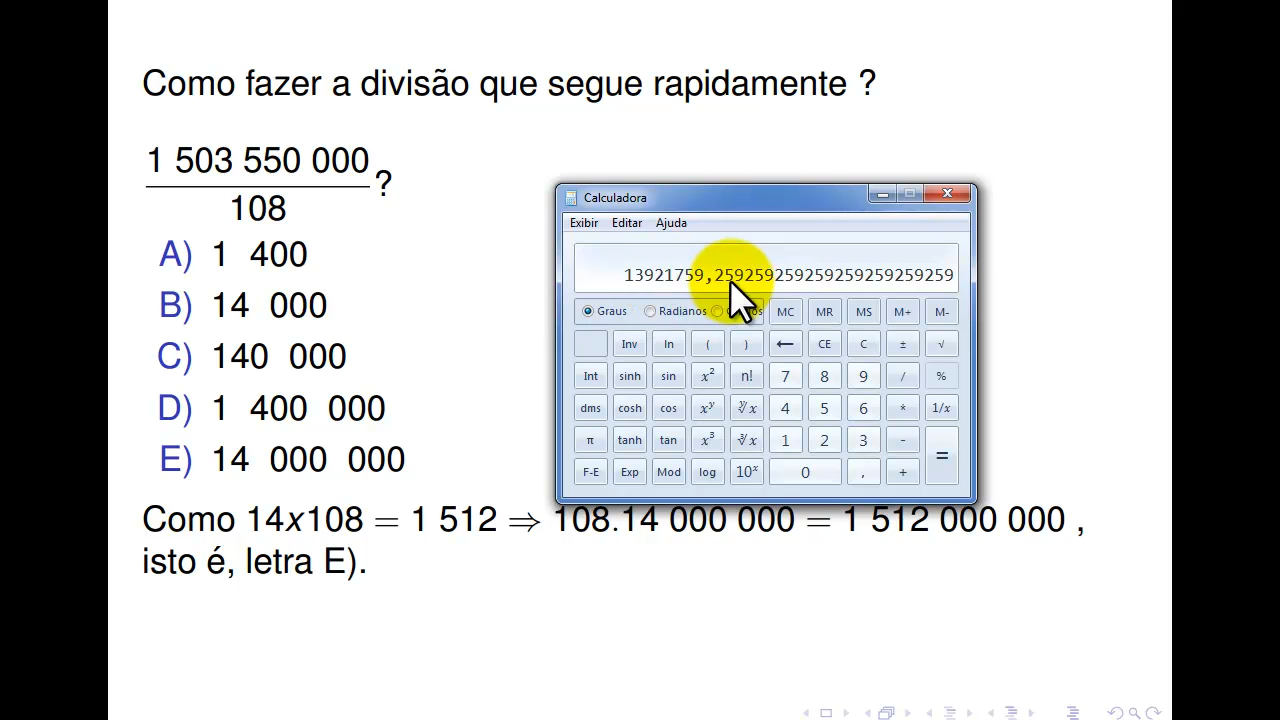 Como fazer a divisão que segue rapidamente ?
1 503 550 000
?
108
A) 1 400
B) 14 000
C) 140 000
D) 1 400 000
E) 14 000 000
Calculadora
Exibir Editar Ajuda
13921759,259259259259259259259259
Graus Radianos MC MR MS M+ M-
Inv ln ( ) ← CE C ± √
Int sinh sin x² n! 7 8 9 / %
dms cosh cos xʸ ʸ√x 4 5 6 * 1/x
π tanh tan x³ ³√x 1 2 3 - =
F-E Exp Mod log 10ˣ 0 , +
Como 14x108 = 1 512 ⇒ 108.14 000 000 = 1 512 000 000 ,
isto é, letra E).